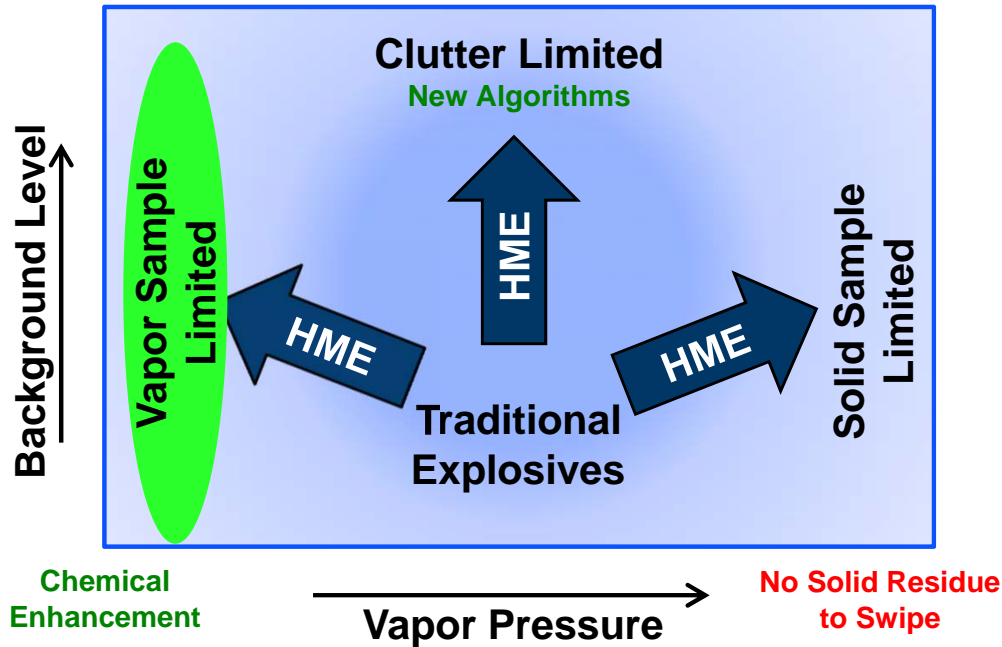 Clutter Limited
New Algorithms
Background Level
Vapor Sample
Limited
HME
HME
HME
Solid Sample
Limited
Traditional
Explosives
Chemical
Enhancement
Vapor Pressure
No Solid Residue
to Swipe